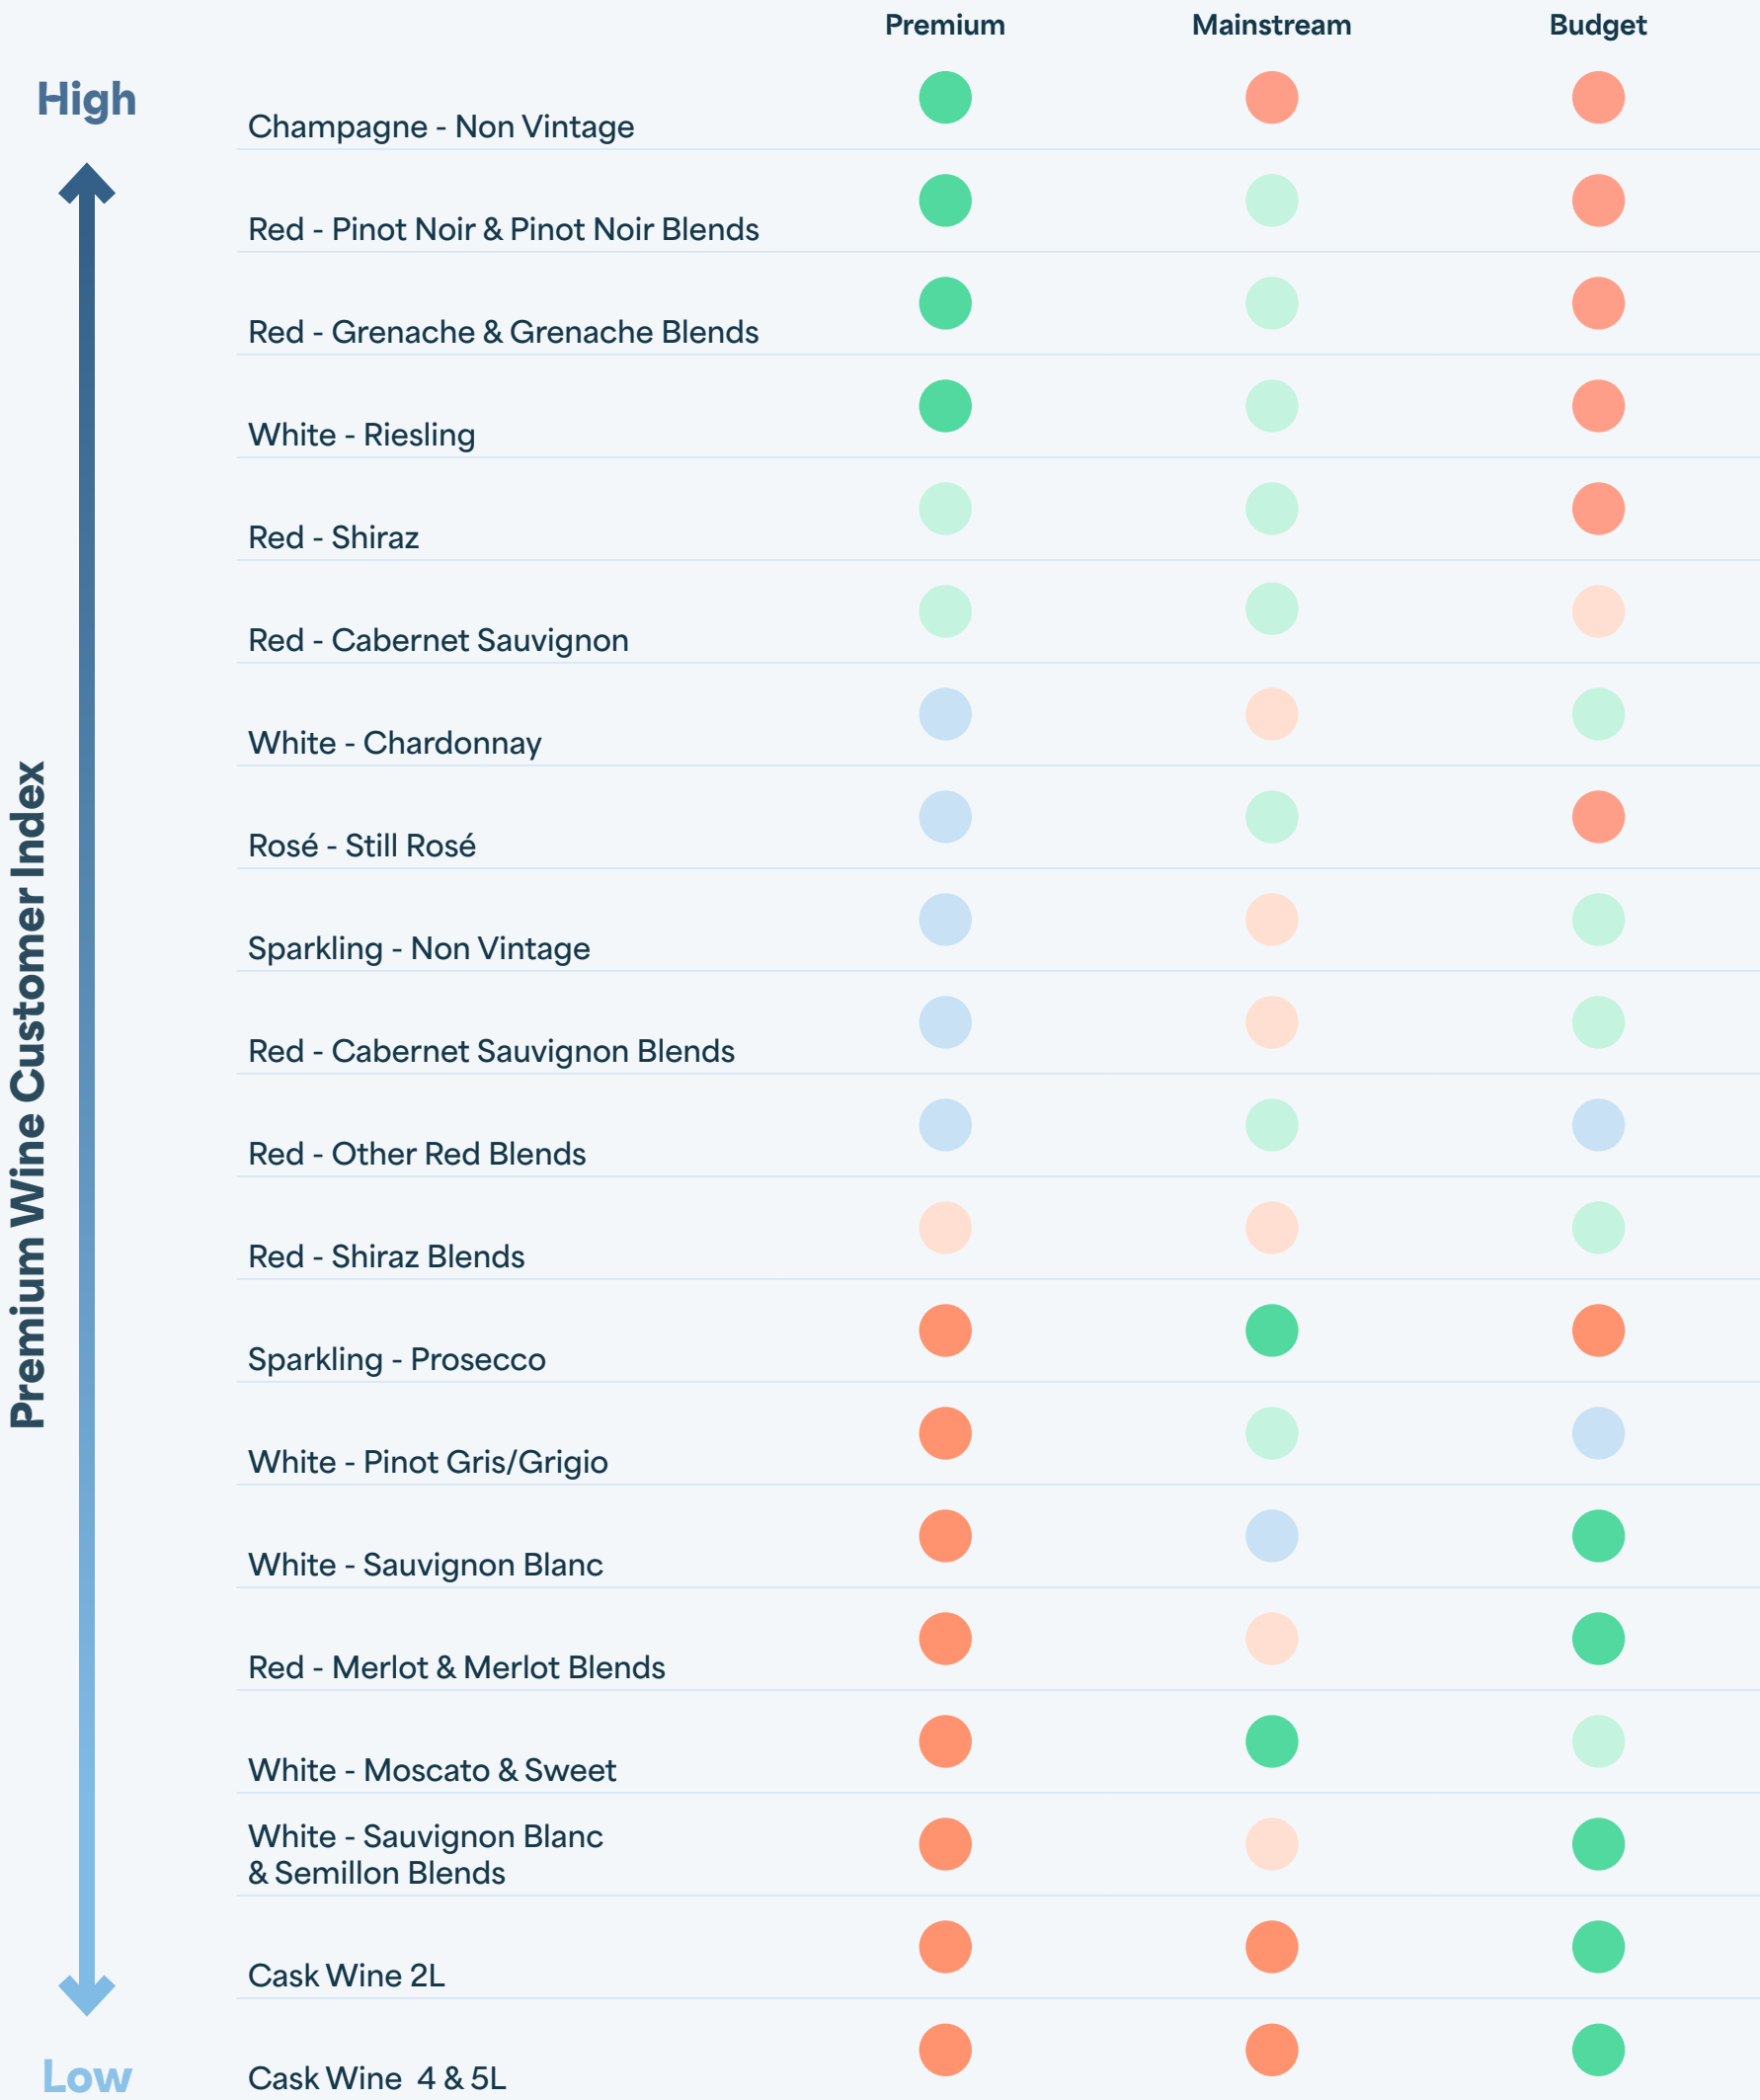 Premium Mainstream Budget
High
Champagne - Non Vintage
Red - Pinot Noir & Pinot Noir Blends
Red - Grenache & Grenache Blends
White - Riesling
Red - Shiraz
Red - Cabernet Sauvignon
White - Chardonnay
Premium Wine Customer Index
Rosé - Still Rosé
Sparkling - Non Vintage
Red - Cabernet Sauvignon Blends
Red - Other Red Blends
Red - Shiraz Blends
Sparkling - Prosecco
White - Pinot Gris/Grigio
White - Sauvignon Blanc
Red - Merlot & Merlot Blends
White - Moscato & Sweet
White - Sauvignon Blanc
& Semillon Blends
Cask Wine 2L
Low
Cask Wine 4 & 5L